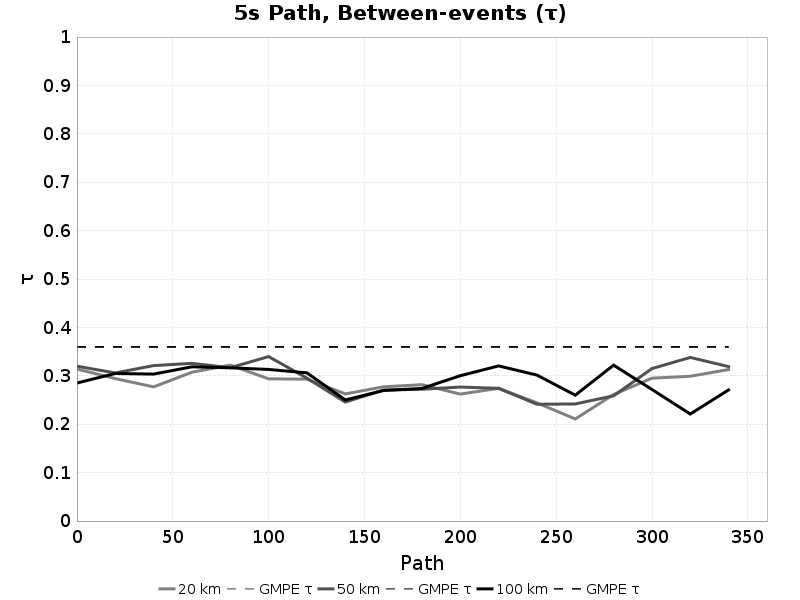 5s Path, Between-events (τ)
1
0.9
0.8
0.7
0.6
0.5
0.4
0.3
0.2
0.1
0
τ
0 50 100 150 200 250 300 350
Path
20 km GMPE τ 50 km GMPE τ 100 km GMPE τ